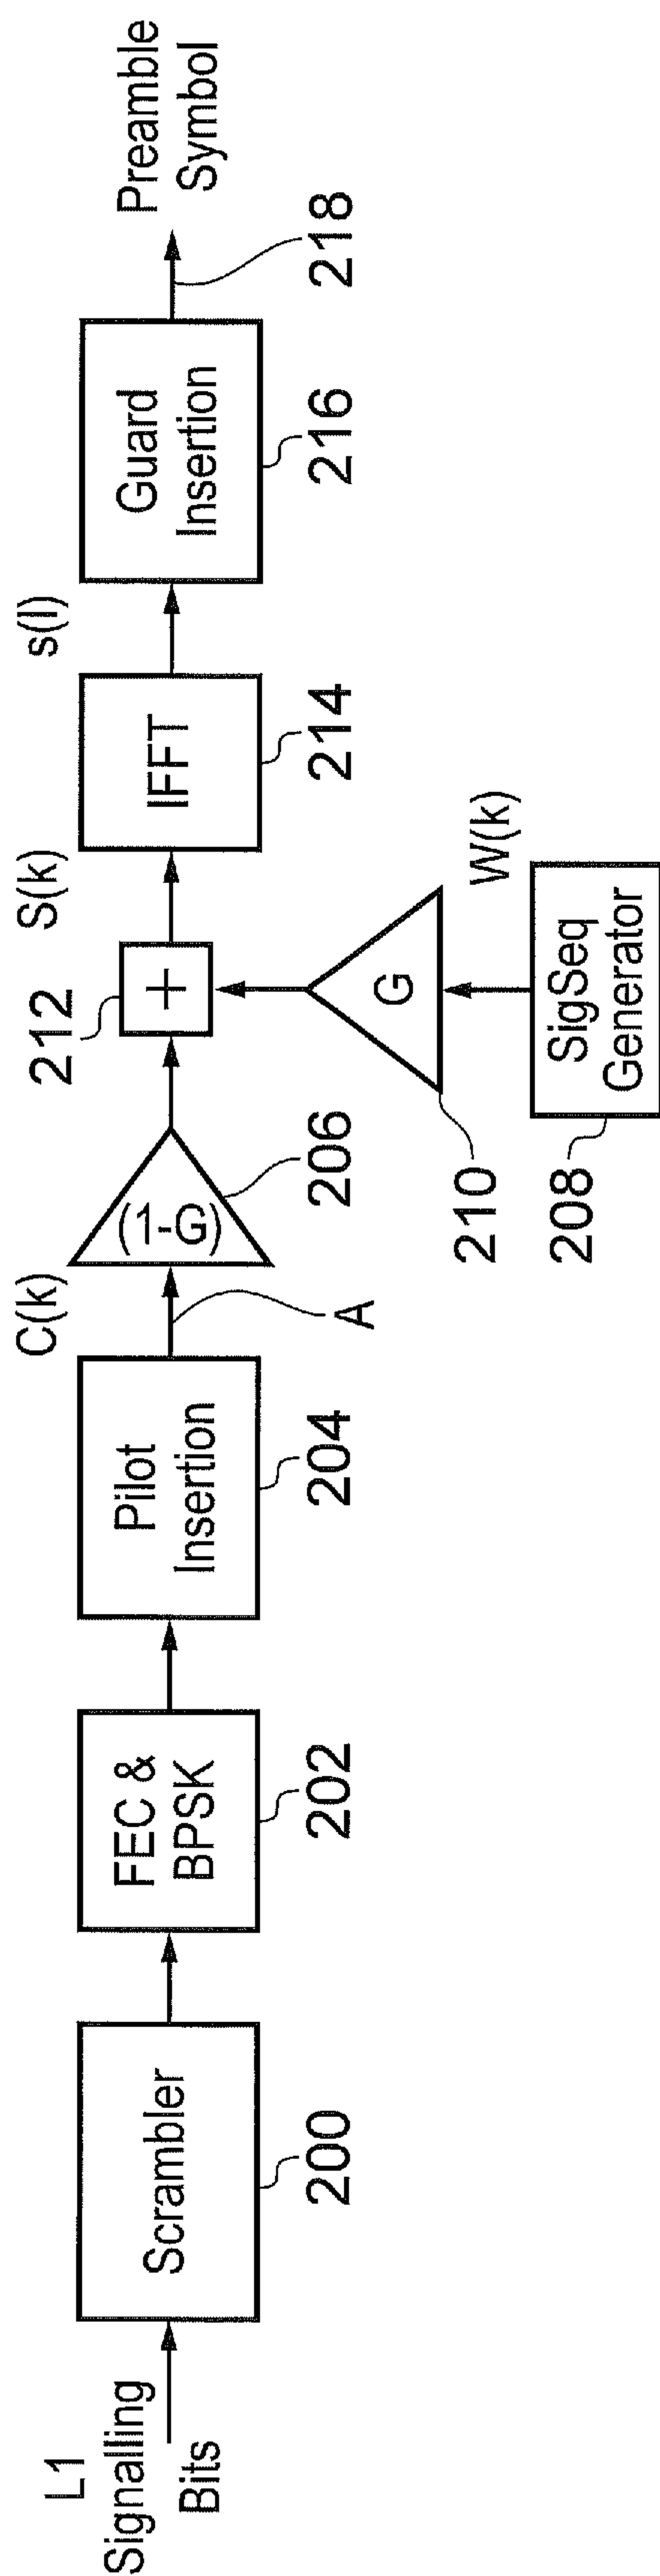 L1
Signalling
Bits
Scrambler
200
FEC &
BPSK
202
Pilot
Insertion
204
C(k)
A
(1-G)
206
212
+
S(k)
G
210
W(k)
SigSeq
Generator
208
IFFT
214
s(l)
Guard
Insertion
216
218
Preamble
Symbol